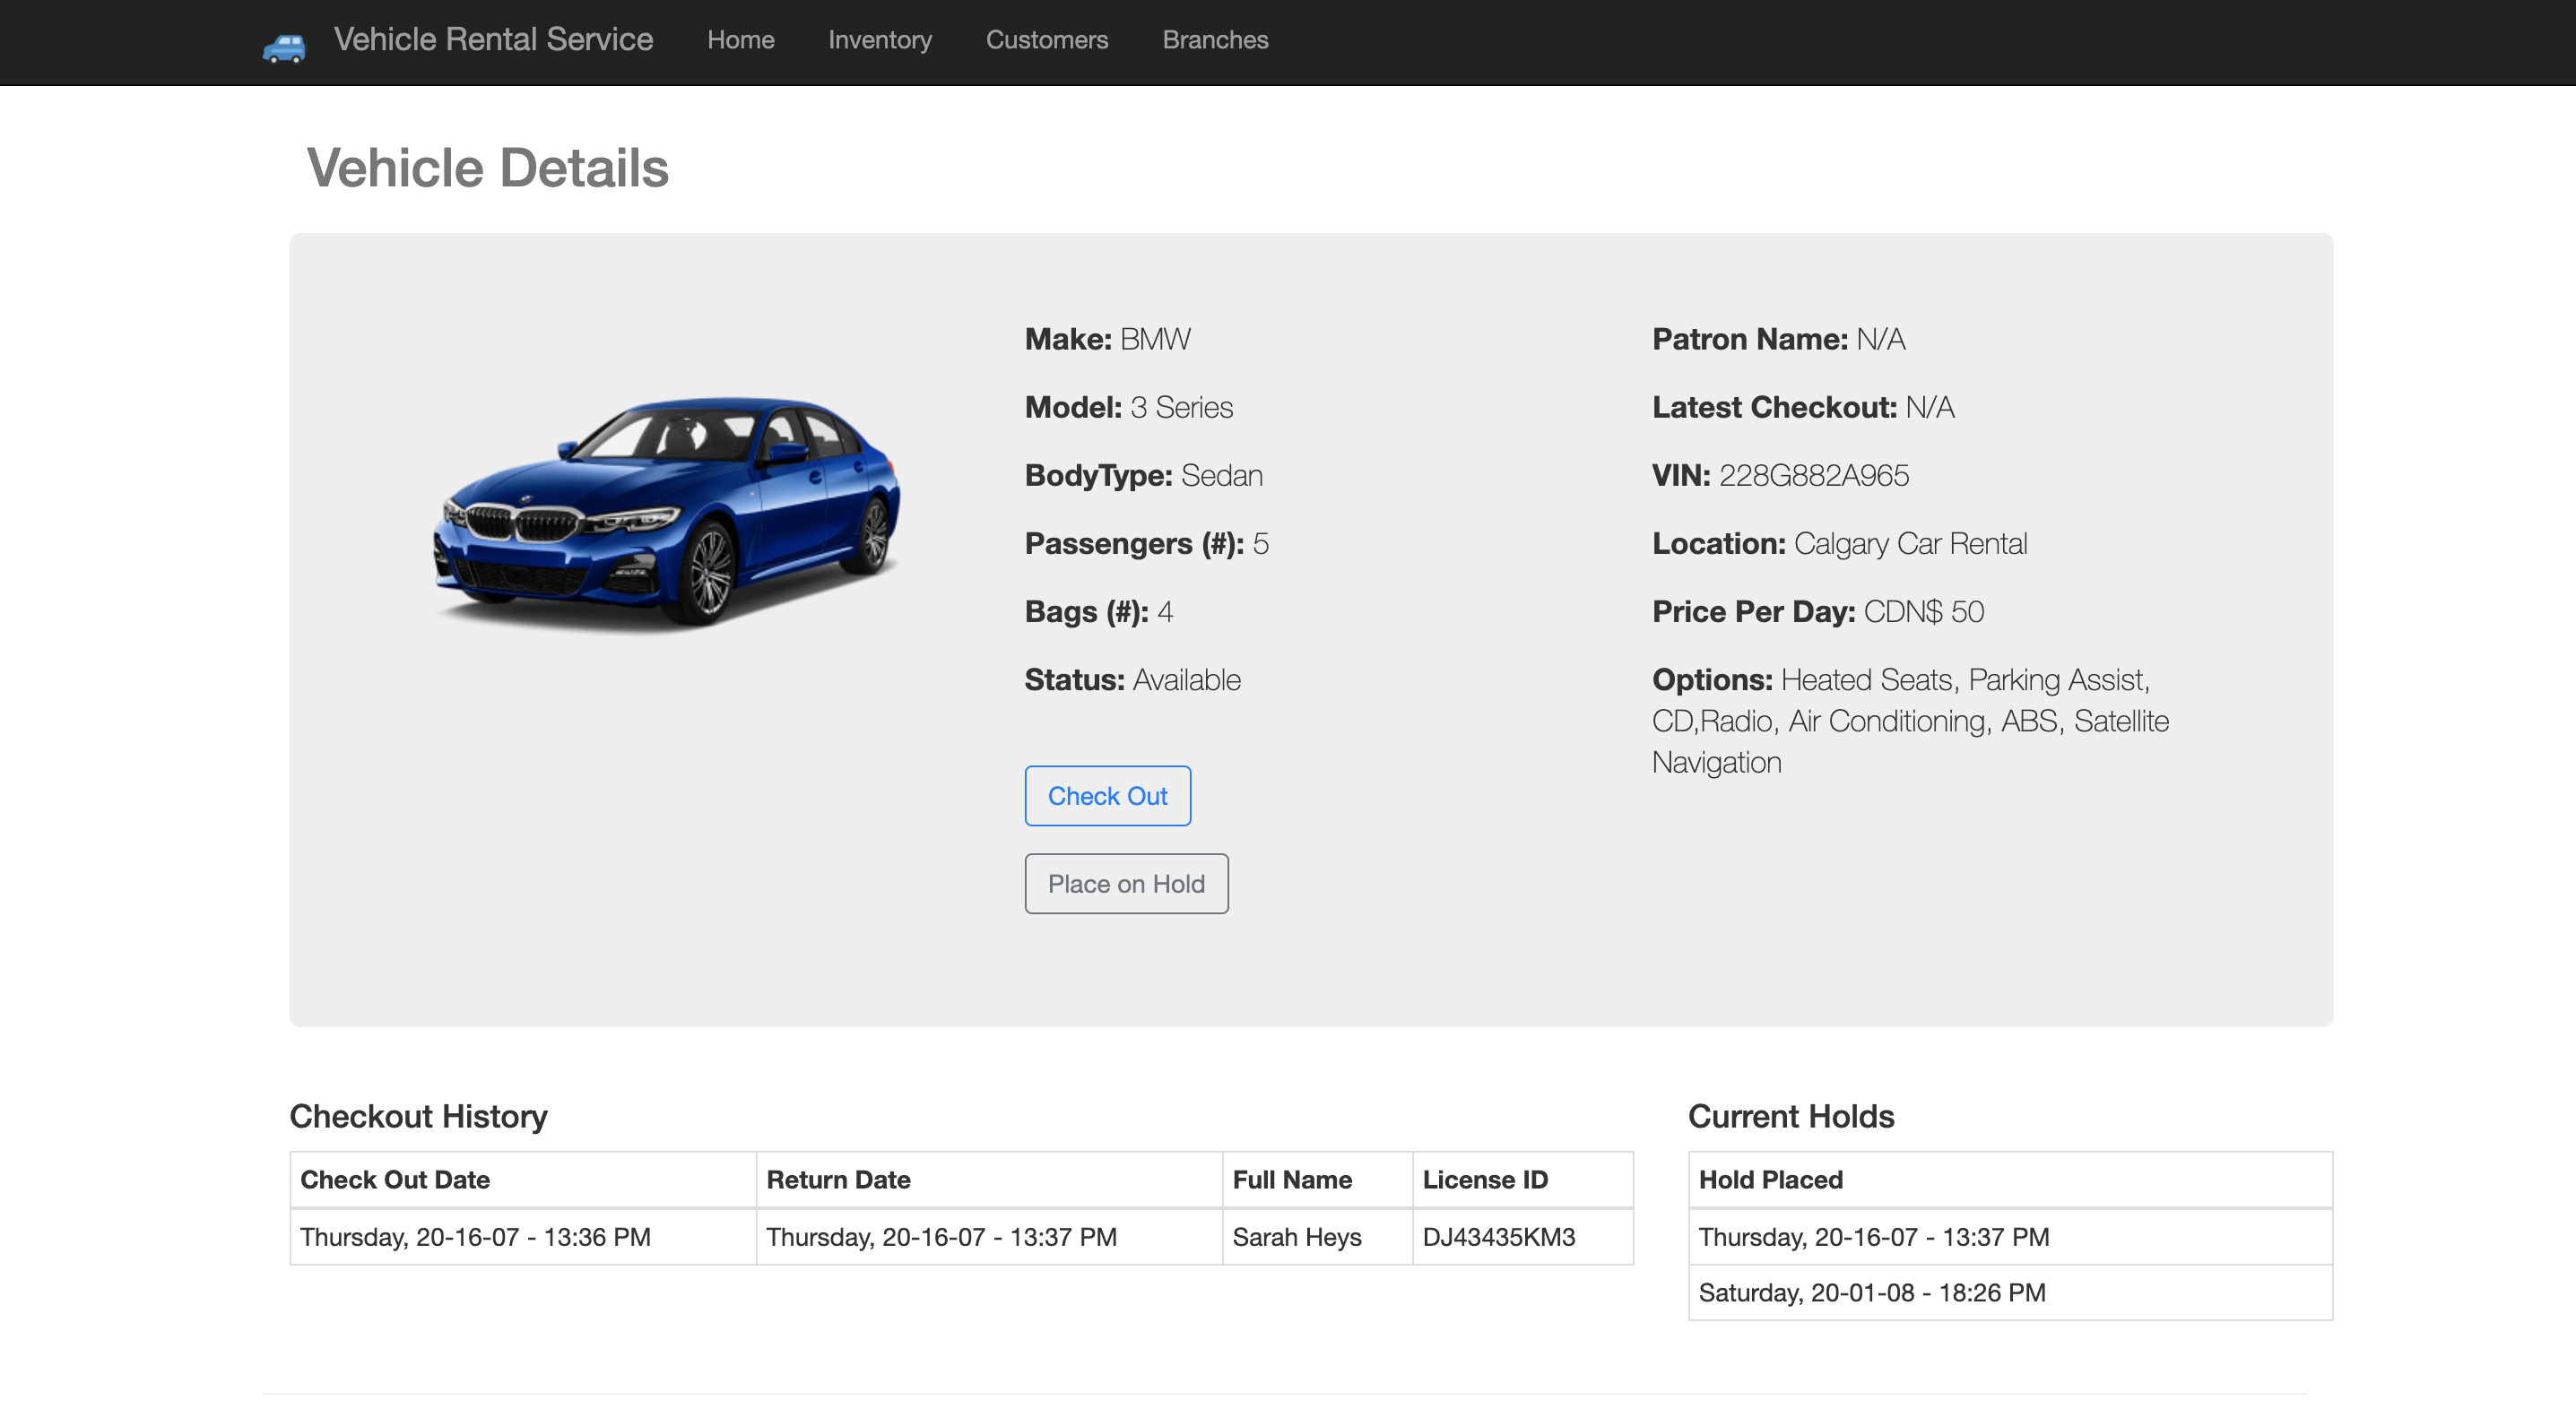 Vehicle Rental Service Home Inventory Customers Branches
Vehicle Details
Make: BMW
Model: 3 Series
BodyType: Sedan
Passengers (#): 5
Bags (#): 4
Status: Available
Check Out
Place on Hold
Patron Name: N/A
Latest Checkout: N/A
VIN: 228G882A965
Location: Calgary Car Rental
Price Per Day: CDN$ 50
Options: Heated Seats, Parking Assist,
CD,Radio, Air Conditioning, ABS, Satellite
Navigation
Checkout History
Check Out Date Return Date Full Name License ID
Thursday, 20-16-07 - 13:36 PM Thursday, 20-16-07 - 13:37 PM Sarah Heys DJ43435KM3
Current Holds
Hold Placed
Thursday, 20-16-07 - 13:37 PM
Saturday, 20-01-08 - 18:26 PM